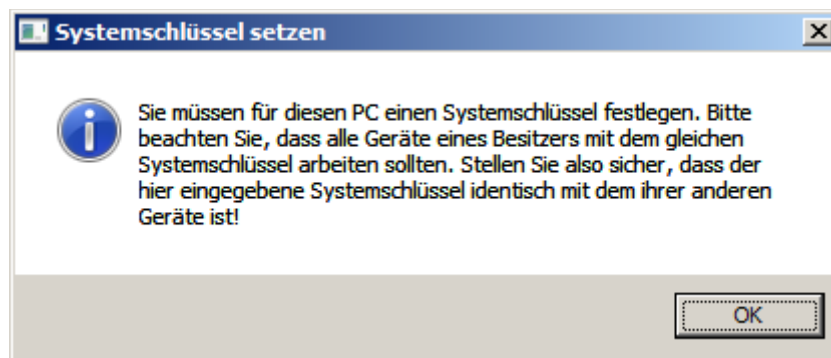 Systemschlüssel setzen
Sie müssen für diesen PC einen Systemschlüssel festlegen. Bitte
beachten Sie, dass alle Geräte eines Besitzers mit dem gleichen
Systemschlüssel arbeiten sollten. Stellen Sie also sicher, dass der
hier eingegebene Systemschlüssel identisch mit dem ihrer anderen
Geräte ist!
OK